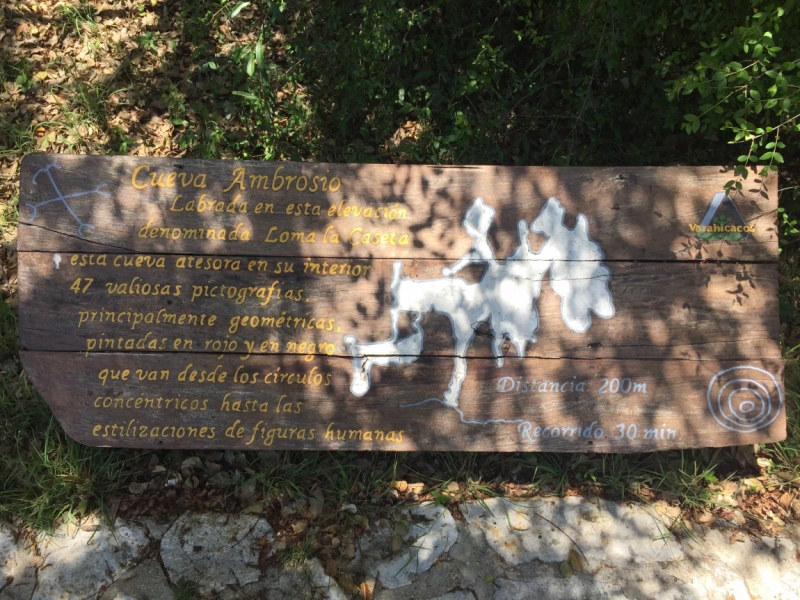 Cueva Ambrosio
Labrada en esta elevación
denominada Loma la Caseta
esta cueva atesora en su interior
47 valiosas pictografías,
principalmente geométricas,
pintadas en rojo y en negro
que van desde los círculos
concéntricos hasta las
estilizaciones de figuras humanas
Varahicacos
Distancia 200m
Recorrido 30 min